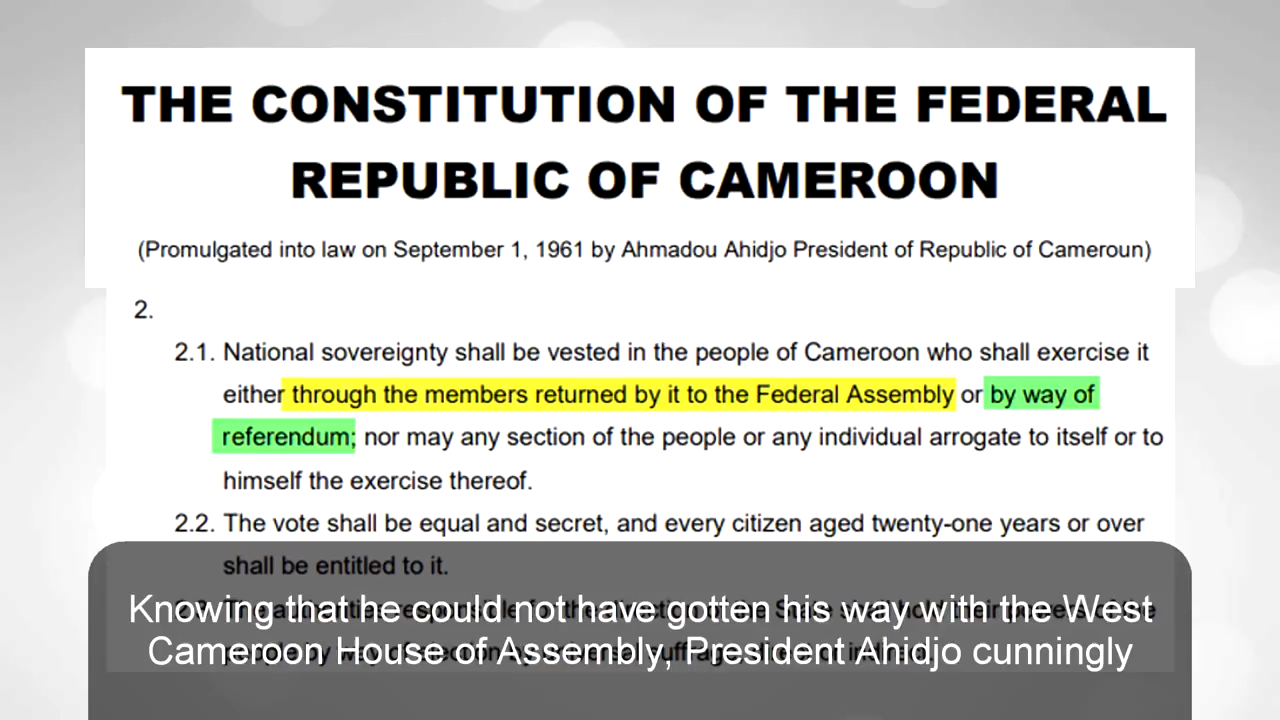 THE CONSTITUTION OF THE FEDERAL
REPUBLIC OF CAMEROON
(Promulgated into law on September 1, 1961 by Ahmadou Ahidjo President of Republic of Cameroun)
2.
2.1. National sovereignty shall be vested in the people of Cameroon who shall exercise it
either through the members returned by it to the Federal Assembly or by way of
referendum; nor may any section of the people or any individual arrogate to itself or to
himself the exercise thereof.
2.2. The vote shall be equal and secret, and every citizen aged twenty-one years or over
shall be entitled to it.
Knowing that he could not have gotten his way with the West
Cameroon House of Assembly, President Ahidjo cunningly